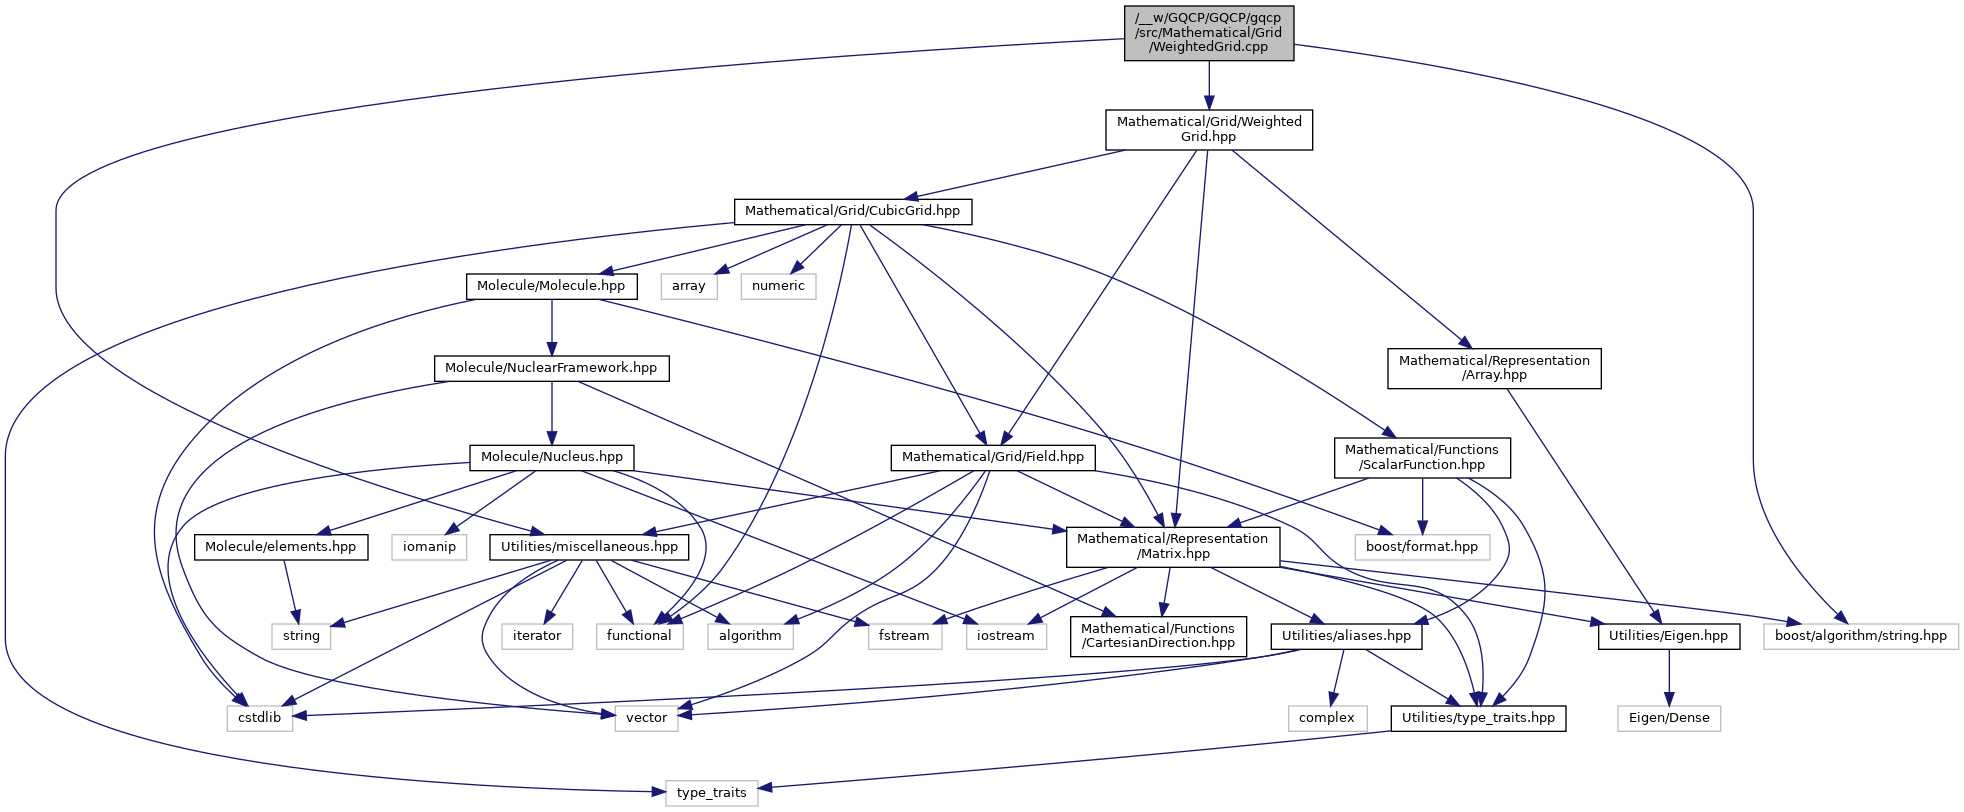 /__w/GQCP/GQCP/gqcp
/src/Mathematical/Grid
/WeightedGrid.cpp
Mathematical/Grid/Weighted
Grid.hpp
Mathematical/Grid/CubicGrid.hpp
Molecule/Molecule.hpp
array
numeric
Molecule/NuclearFramework.hpp
Mathematical/Representation
/Array.hpp
Molecule/Nucleus.hpp
Mathematical/Grid/Field.hpp
Mathematical/Functions
/ScalarFunction.hpp
Molecule/elements.hpp
iomanip
Utilities/miscellaneous.hpp
Mathematical/Representation
/Matrix.hpp
boost/format.hpp
string
iterator
functional
algorithm
fstream
iostream
Mathematical/Functions
/CartesianDirection.hpp
Utilities/aliases.hpp
Utilities/Eigen.hpp
boost/algorithm/string.hpp
cstdlib
vector
complex
Utilities/type_traits.hpp
Eigen/Dense
type_traits